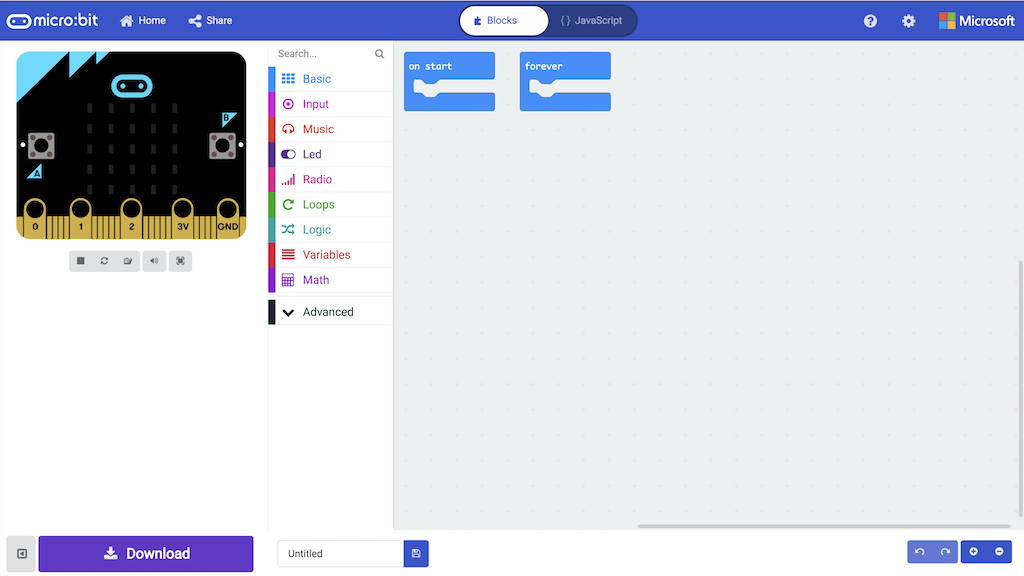 micro:bit
Home
Share
Blocks
{ } JavaScript
?
Microsoft
B
A
0 1 2 3V GND
Search...
Basic
Input
Music
Led
Radio
Loops
Logic
Variables
Math
Advanced
on start
forever
Download
Untitled